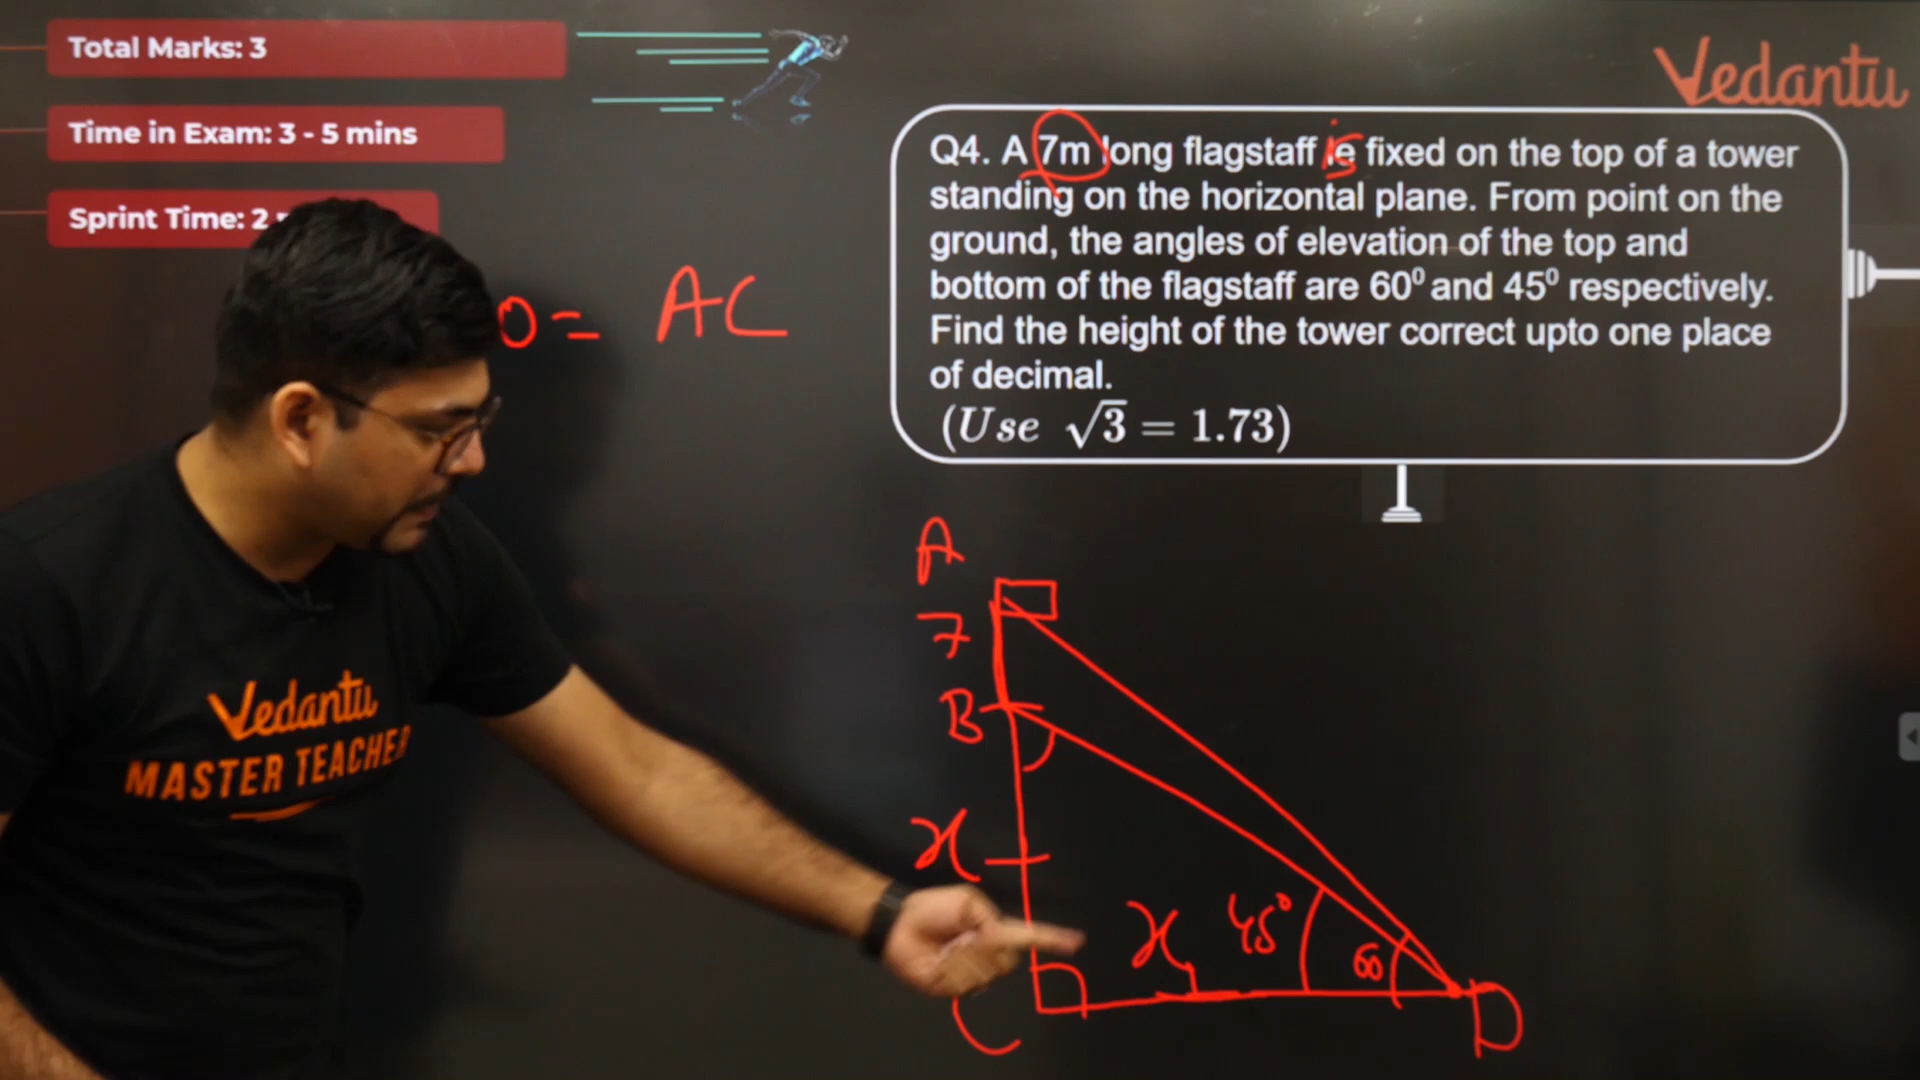 Total Marks: 3
Time in Exam: 3 - 5 mins
Sprint Time: 2
Vedantu
Q4. A 7m long flagstaff is fixed on the top of a tower
standing on the horizontal plane. From point on the
ground, the angles of elevation of the top and
bottom of the flagstaff are 60⁰ and 45⁰ respectively.
Find the height of the tower correct upto one place
of decimal.
(Use √3 = 1.73)
0 = AC
A
7
B
x
x 45° 60
C
D
Vedantu
MASTER TEACHER